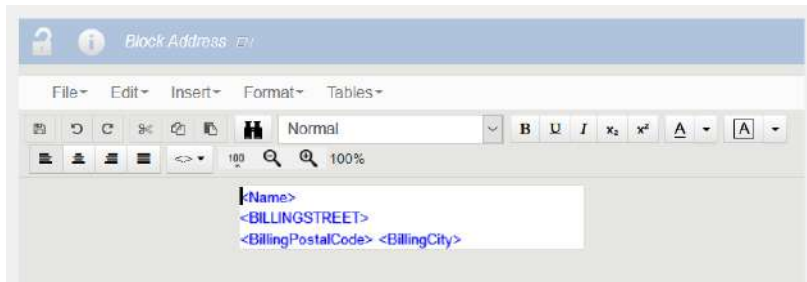 Block Address EN
File Edit Insert Format Tables
Normal B U I x₂ x² A A
100 100%
<Name>
<BILLINGSTREET>
<BillingPostalCode> <BillingCity>